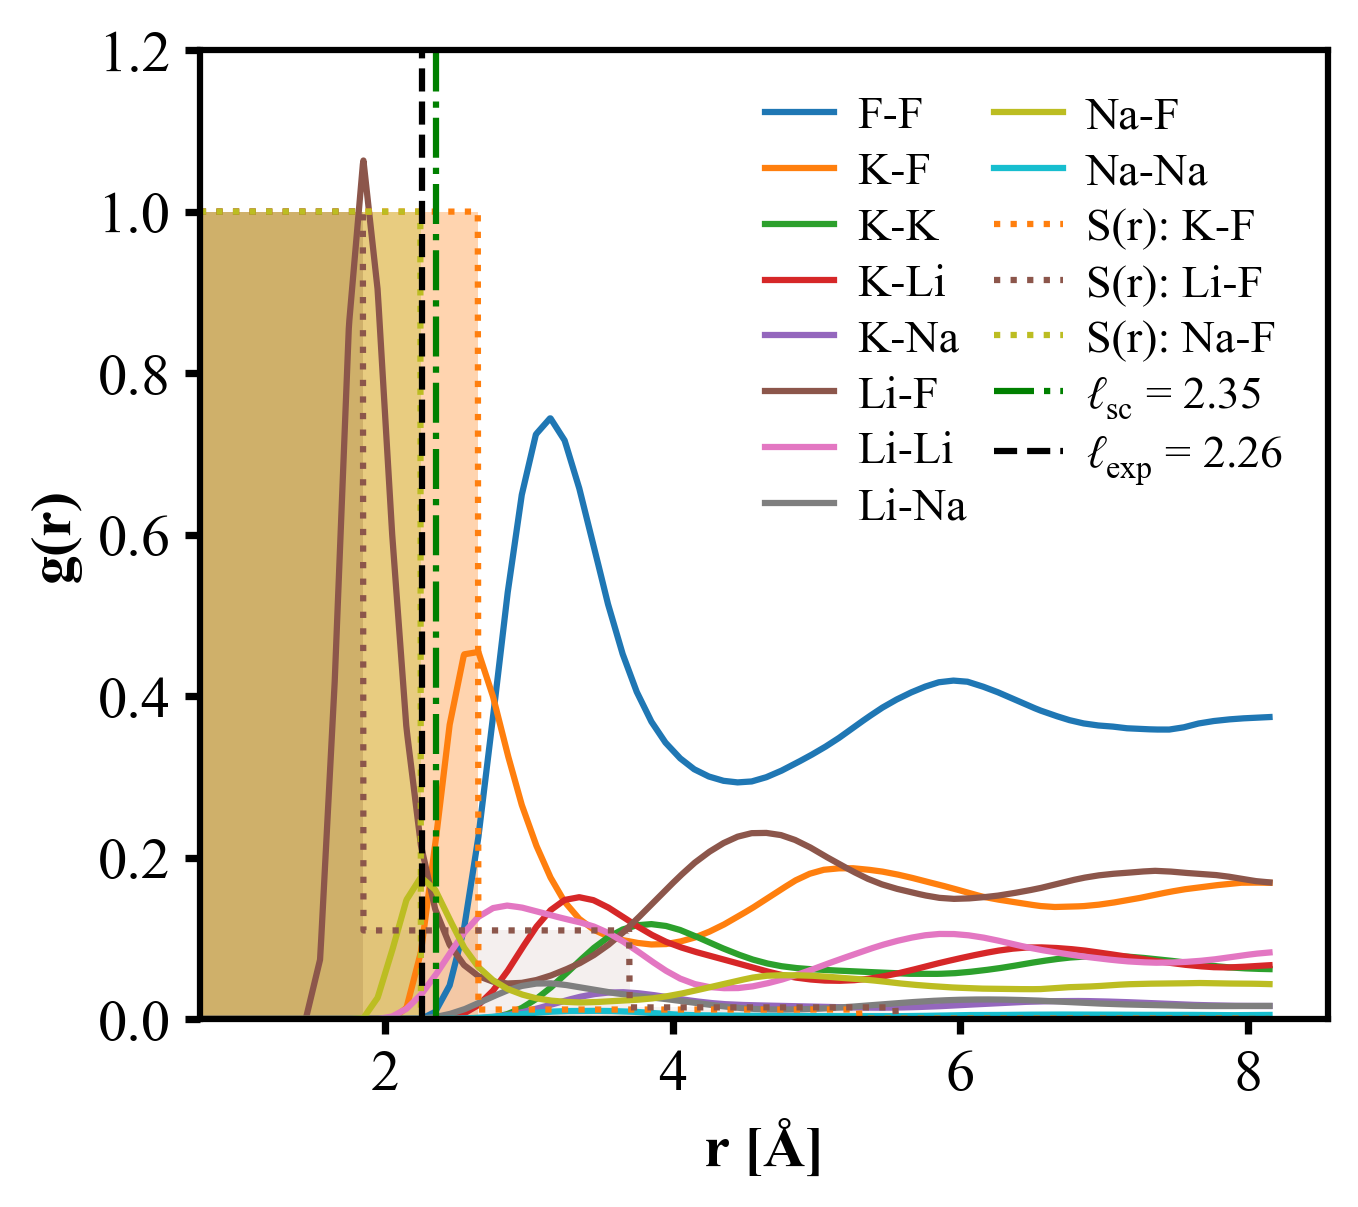 1.2
1.0
0.8
0.6
0.4
0.2
0.0
g(r)
2
4
6
8
r [Å]
F-F
K-F
K-K
K-Li
K-Na
Li-F
Li-Li
Li-Na
Na-F
Na-Na
S(r): K-F
S(r): Li-F
S(r): Na-F
ℓsc = 2.35
ℓexp = 2.26